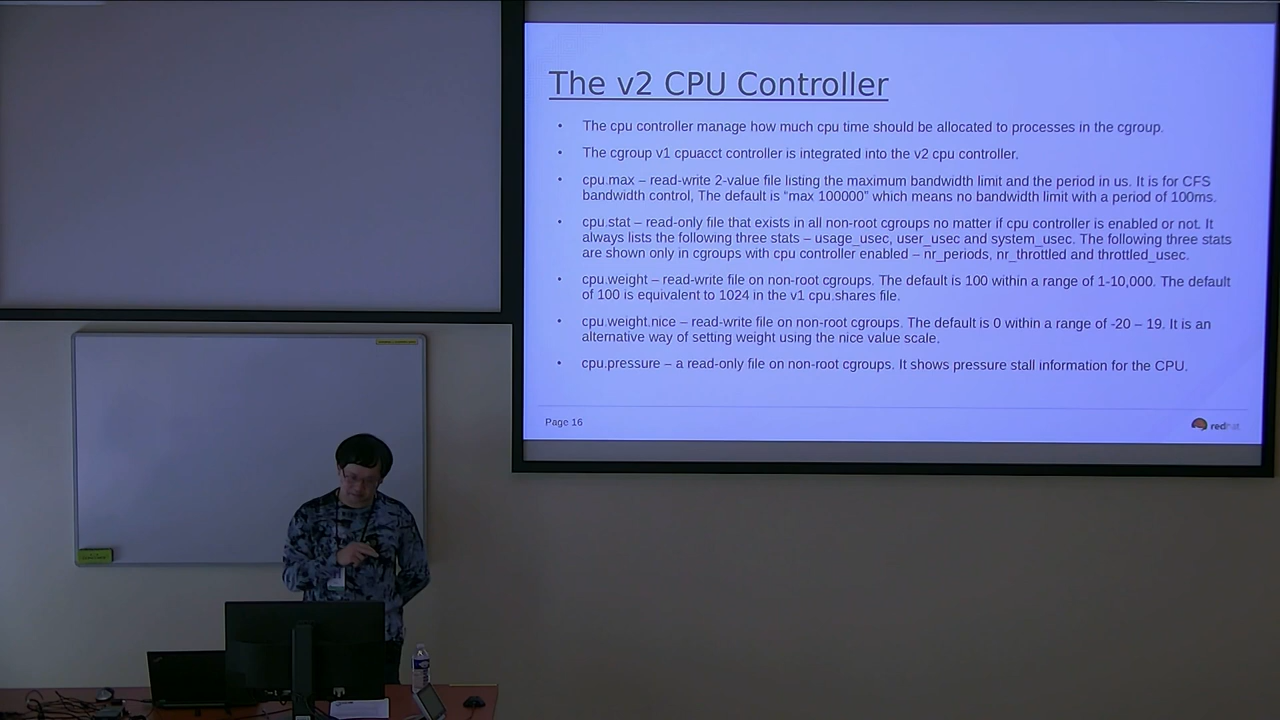 The v2 CPU Controller
• The cpu controller manage how much cpu time should be allocated to processes in the cgroup.
• The cgroup v1 cpuacct controller is integrated into the v2 cpu controller.
• cpu.max – read-write 2-value file listing the maximum bandwidth limit and the period in us. It is for CFS
bandwidth control, The default is “max 100000” which means no bandwidth limit with a period of 100ms.
• cpu.stat – read-only file that exists in all non-root cgroups no matter if cpu controller is enabled or not. It
always lists the following three stats – usage_usec, user_usec and system_usec. The following three stats
are shown only in cgroups with cpu controller enabled – nr_periods, nr_throttled and throttled_usec.
• cpu.weight – read-write file on non-root cgroups. The default is 100 within a range of 1-10,000. The default
of 100 is equivalent to 1024 in the v1 cpu.shares file.
• cpu.weight.nice – read-write file on non-root cgroups. The default is 0 within a range of -20 – 19. It is an
alternative way of setting weight using the nice value scale.
• cpu.pressure – a read-only file on non-root cgroups. It shows pressure stall information for the CPU.
Page 16
redhat